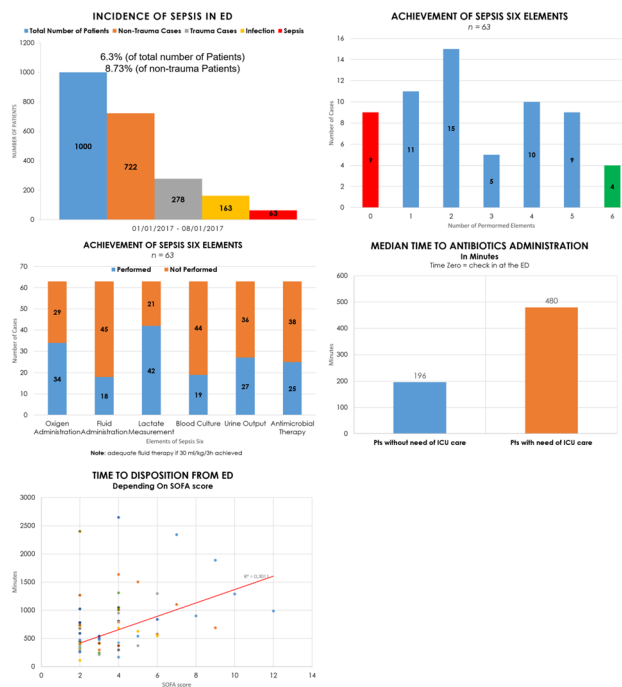 INCIDENCE OF SEPSIS IN ED
Total Number of Patients Non-Trauma Cases Trauma Cases Infection Sepsis
6.3% (of total number of Patients)
8.73% (of non-trauma Patients)
NUMBER OF PATIENTS
1200
1000
800
600
400
200
0
1000
722
278
163
63
01/01/2017 - 08/01/2017
ACHIEVEMENT OF SEPSIS SIX ELEMENTS
n = 63
Number of Cases
16
14
12
10
8
6
4
2
0
9
11
15
5
10
9
4
0 1 2 3 4 5 6
Number of Permormed Elements
ACHIEVEMENT OF SEPSIS SIX ELEMENTS
n = 63
Performed Not Performed
Number of Cases
70
60
50
40
30
20
10
0
29 45 21 44 36 38
34 18 42 19 27 25
Oxigen Fluid Lactate Blood Culture Urine Output Antimicrobial
Administration Administration Measurement Therapy
Elements of Sepsis Six
Note: adequate fluid therapy if 30 ml/kg/3h achieved
MEDIAN TIME TO ANTIBIOTICS ADMINISTRATION
In Minutes
Time Zero = check in at the ED
Minutes
600
500
400
300
200
100
0
196
480
Pts without need of ICU care Pts with need of ICU care
TIME TO DISPOSITION FROM ED
Depending On SOFA score
Minutes
3000
2500
2000
1500
1000
500
0
0 2 4 6 8 10 12 14
SOFA score